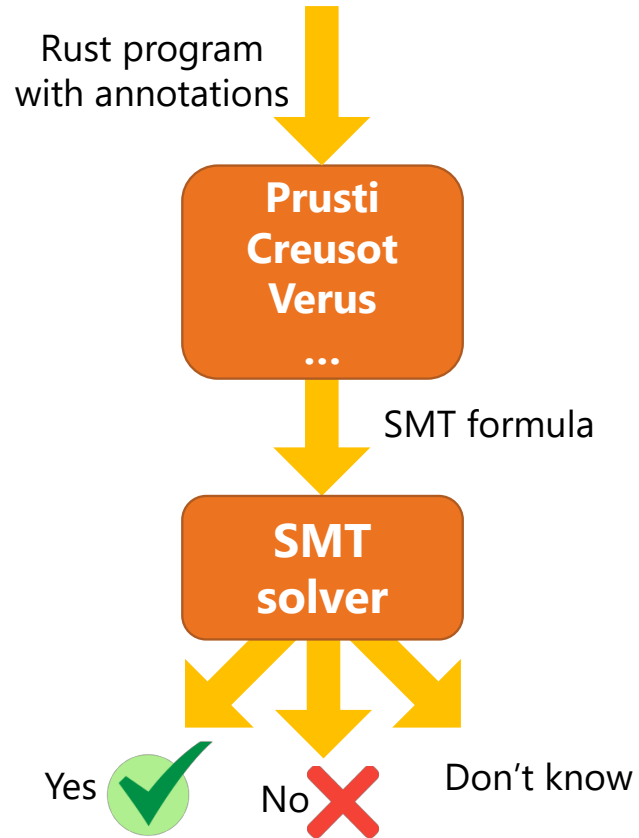 Rust program
with annotations
Prusti
Creusot
Verus
...
SMT formula
SMT
solver
Yes
No
Don’t know